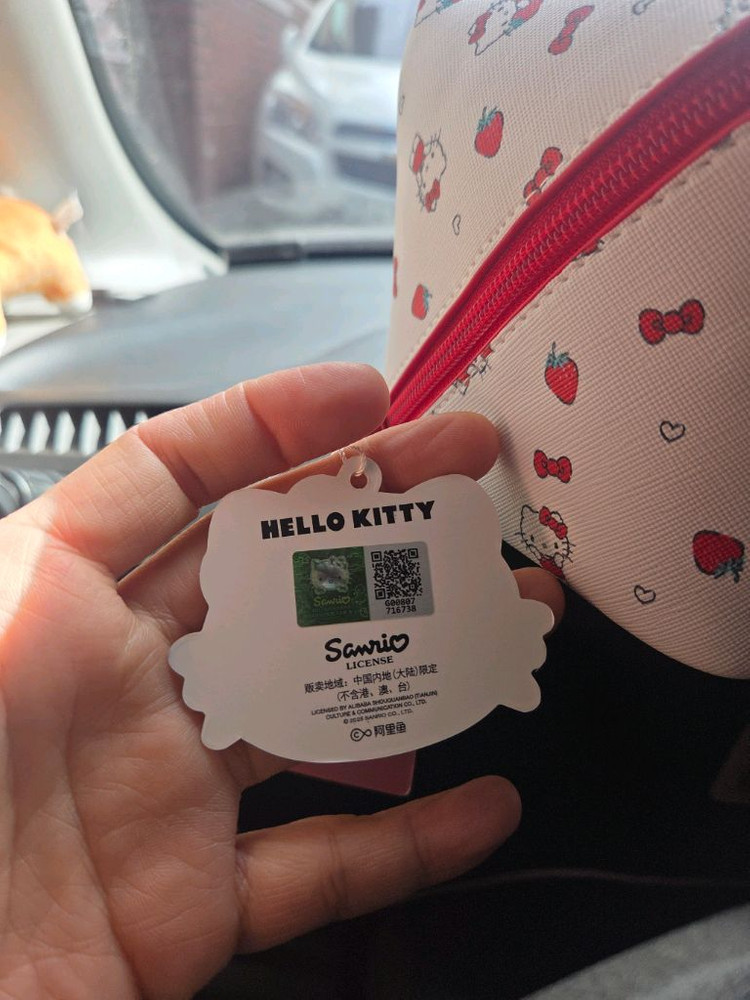 HELLO KITTY
Sanrio
G00807
716738
Sanrio
LICENSE
贩卖地域：中国内地(大陆)限定
(不含港、澳、台)
LICENSED BY ALIBABA SHOUQUANBAO (TIANJIN)
CULTURE & COMMUNICATION CO., LTD.
© 2025 SANRIO CO., LTD.
阿里鱼